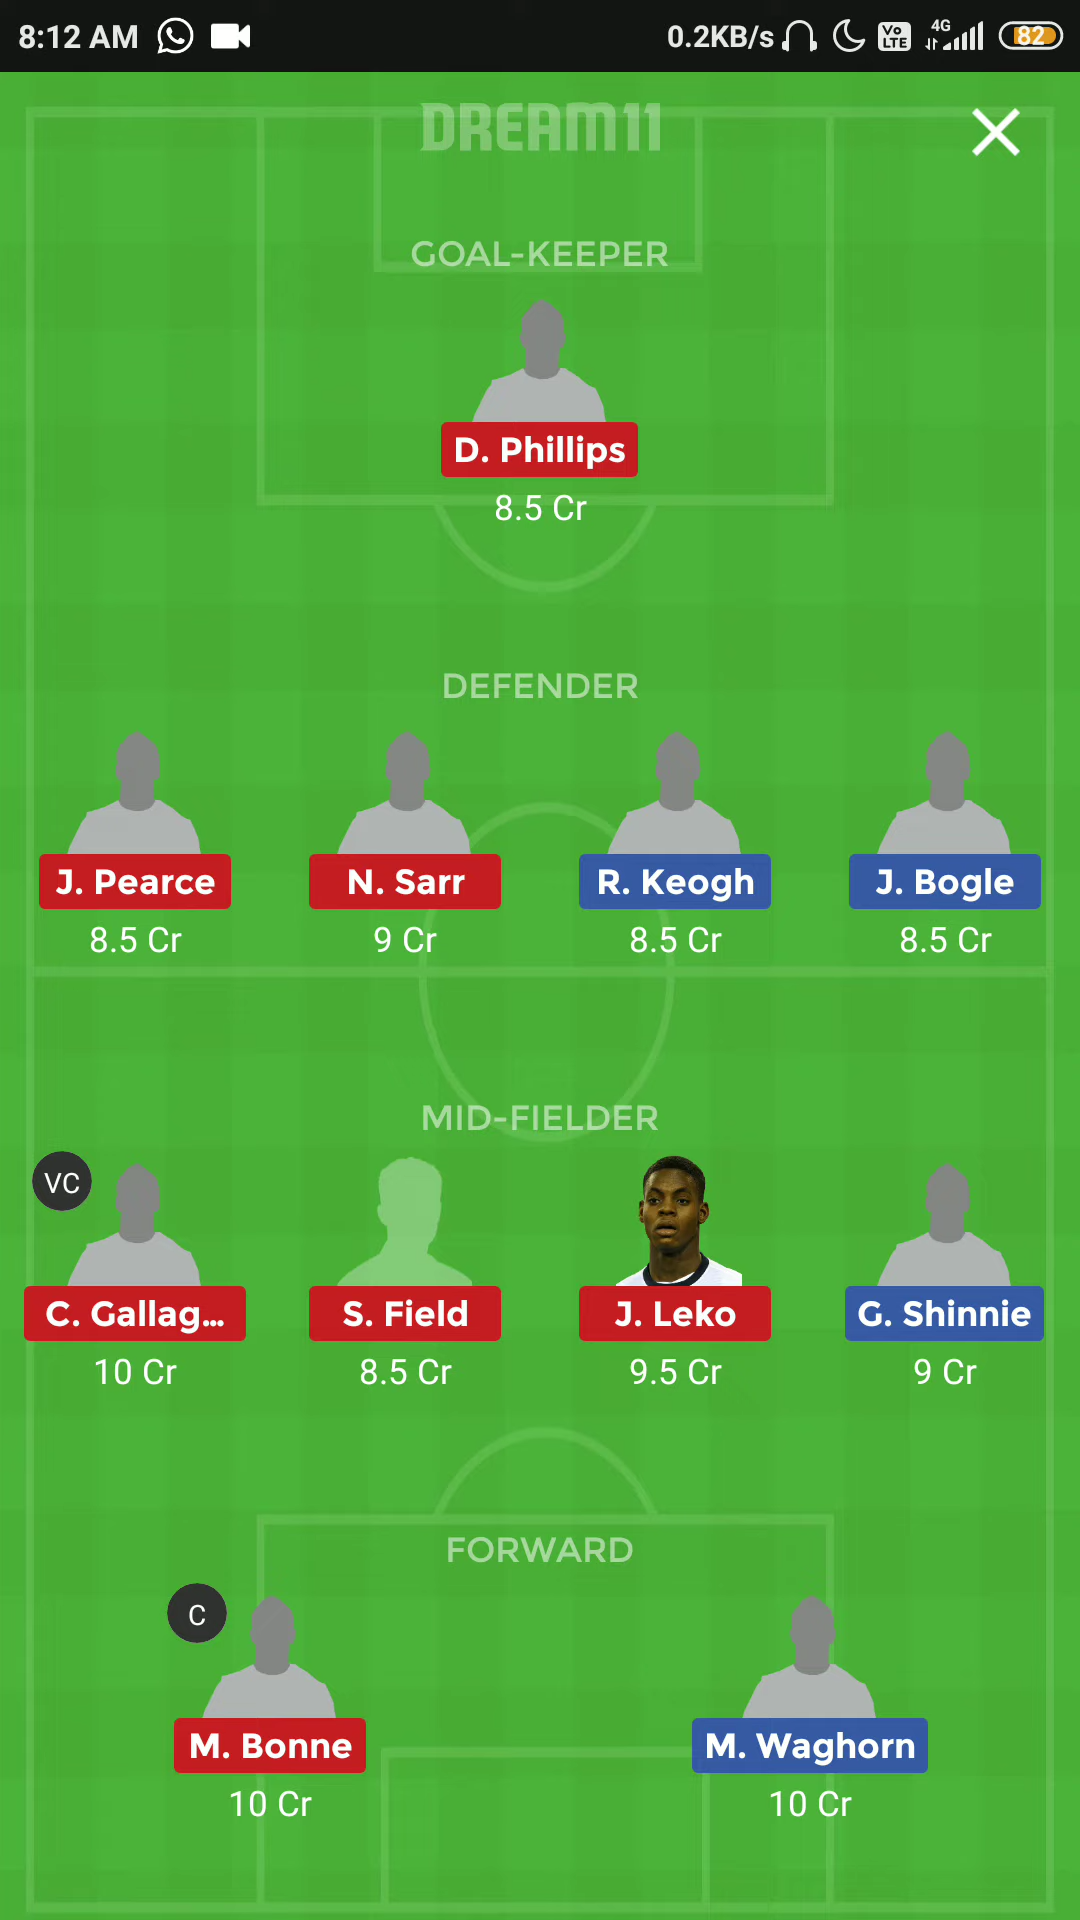 8:12 AM 0.2KB/s Vo LTE 4G 82
DREAM11
GOAL-KEEPER
D. Phillips
8.5 Cr
DEFENDER
J. Pearce N. Sarr R. Keogh J. Bogle
8.5 Cr 9 Cr 8.5 Cr 8.5 Cr
MID-FIELDER
VC
C. Gallag... S. Field J. Leko G. Shinnie
10 Cr 8.5 Cr 9.5 Cr 9 Cr
FORWARD
C
M. Bonne M. Waghorn
10 Cr 10 Cr